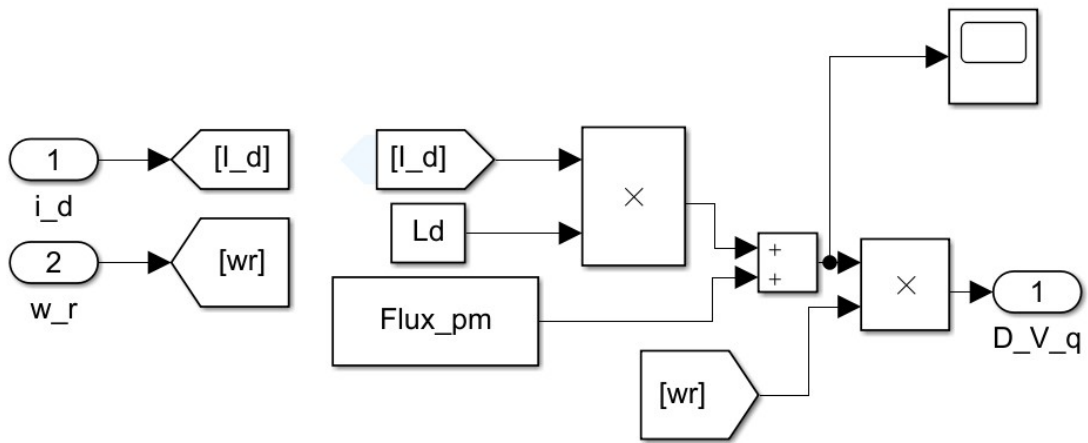 1
i_d
[I_d]
2
w_r
[wr]
[I_d]
Ld
Flux_pm
×
+
+
[wr]
×
1
D_V_q